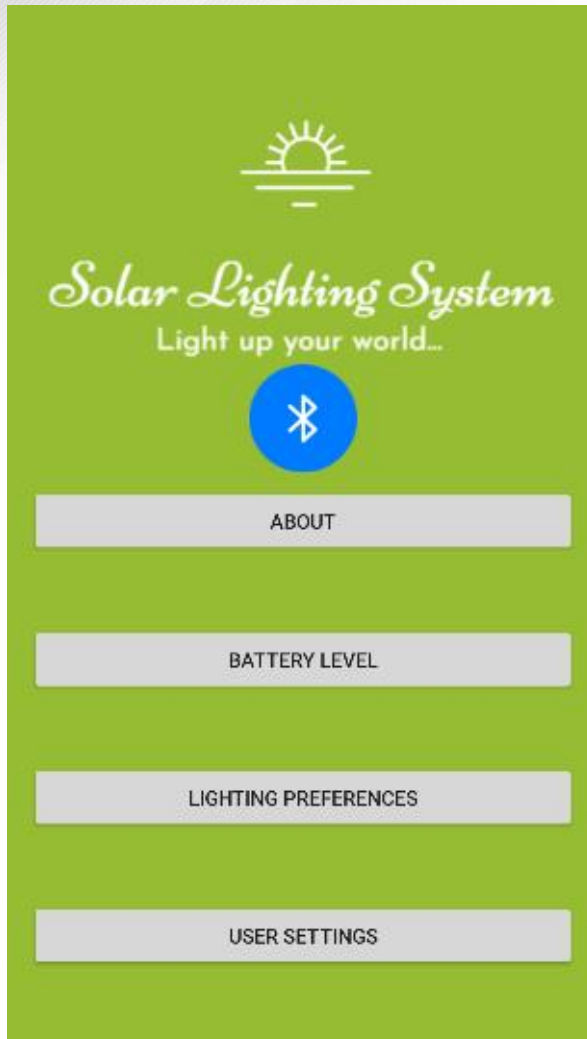 Solar Lighting System
Light up your world...
ABOUT
BATTERY LEVEL
LIGHTING PREFERENCES
USER SETTINGS